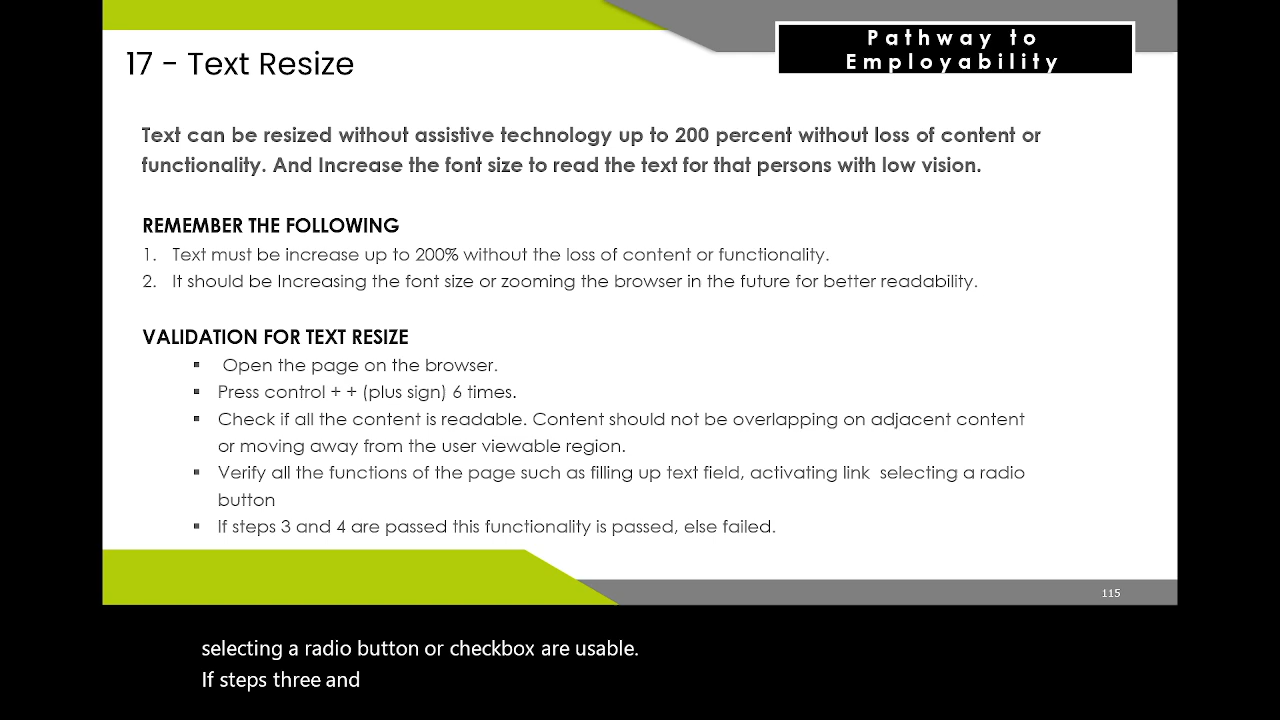 Pathway to
Employability
17 - Text Resize
Text can be resized without assistive technology up to 200 percent without loss of content or
functionality. And Increase the font size to read the text for that persons with low vision.
REMEMBER THE FOLLOWING
1. Text must be increase up to 200% without the loss of content or functionality.
2. It should be Increasing the font size or zooming the browser in the future for better readability.
VALIDATION FOR TEXT RESIZE
▪ Open the page on the browser.
▪ Press control + + (plus sign) 6 times.
▪ Check if all the content is readable. Content should not be overlapping on adjacent content
or moving away from the user viewable region.
▪ Verify all the functions of the page such as filling up text field, activating link selecting a radio
button
▪ If steps 3 and 4 are passed this functionality is passed, else failed.
115
selecting a radio button or checkbox are usable.
If steps three and